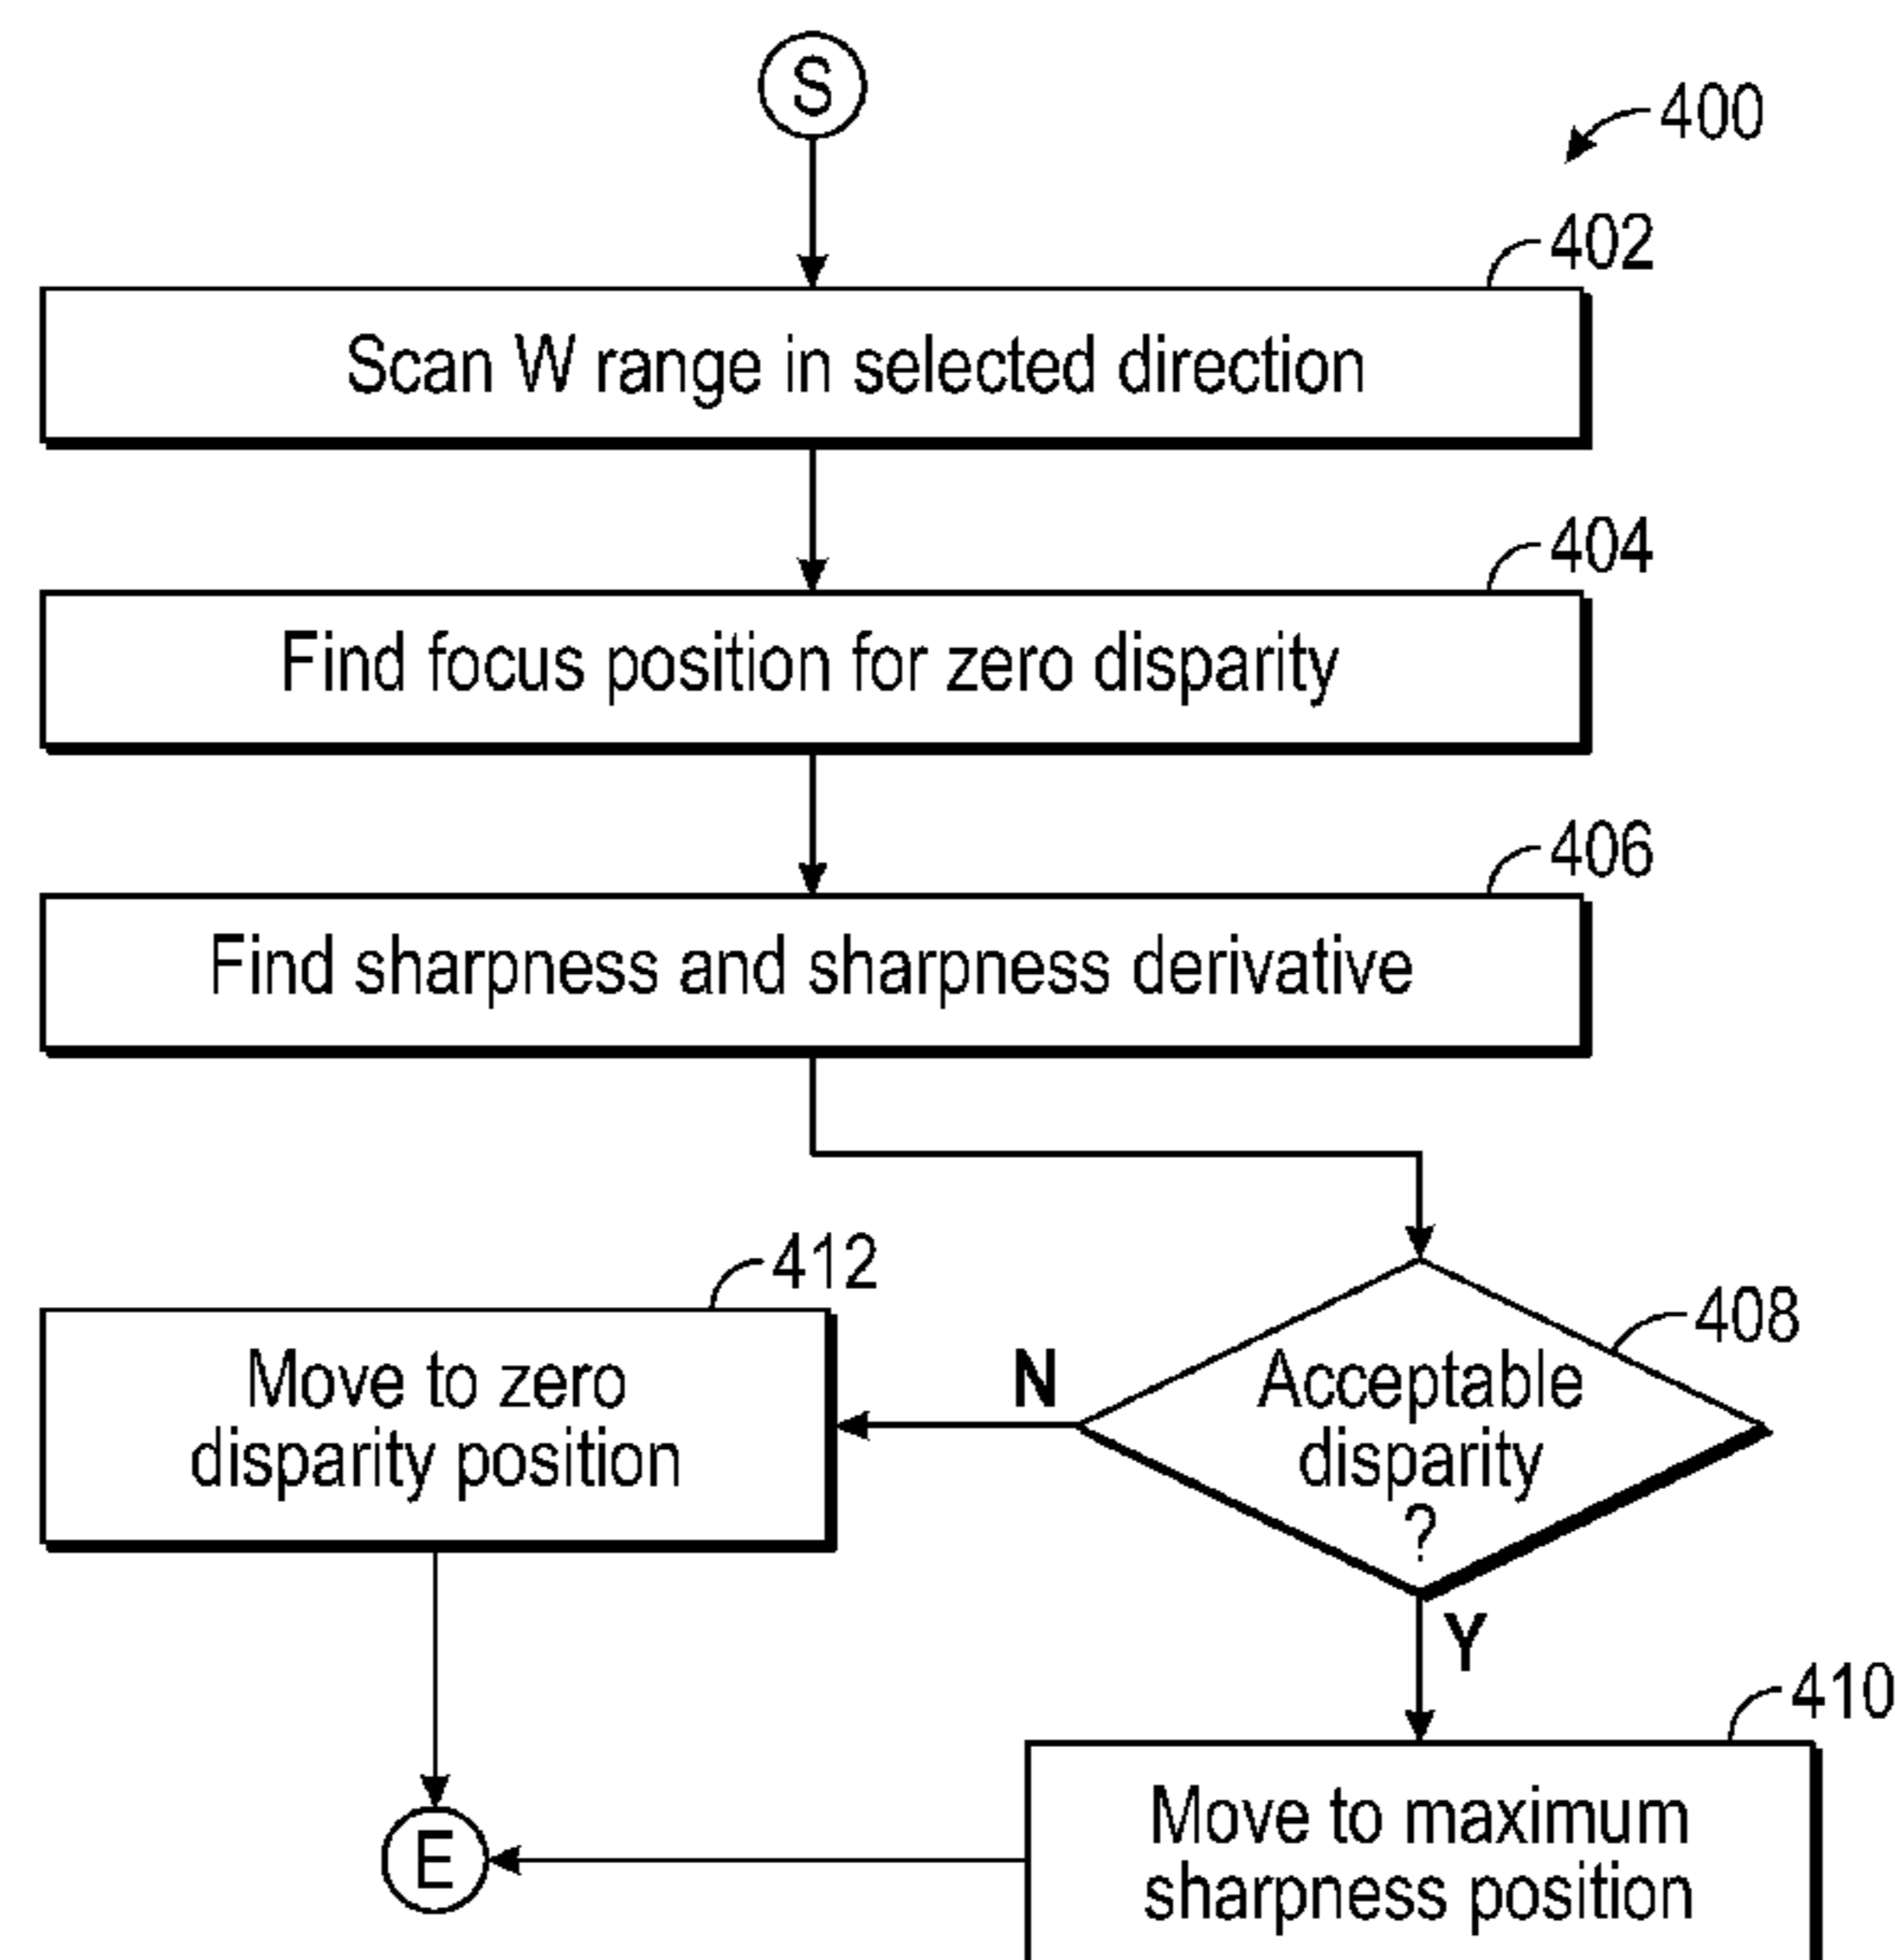 S
400
402
Scan W range in selected direction
404
Find focus position for zero disparity
406
Find sharpness and sharpness derivative
412
Move to zero
disparity position
N
408
Acceptable
disparity
?
Y
410
Move to maximum
sharpness position
E